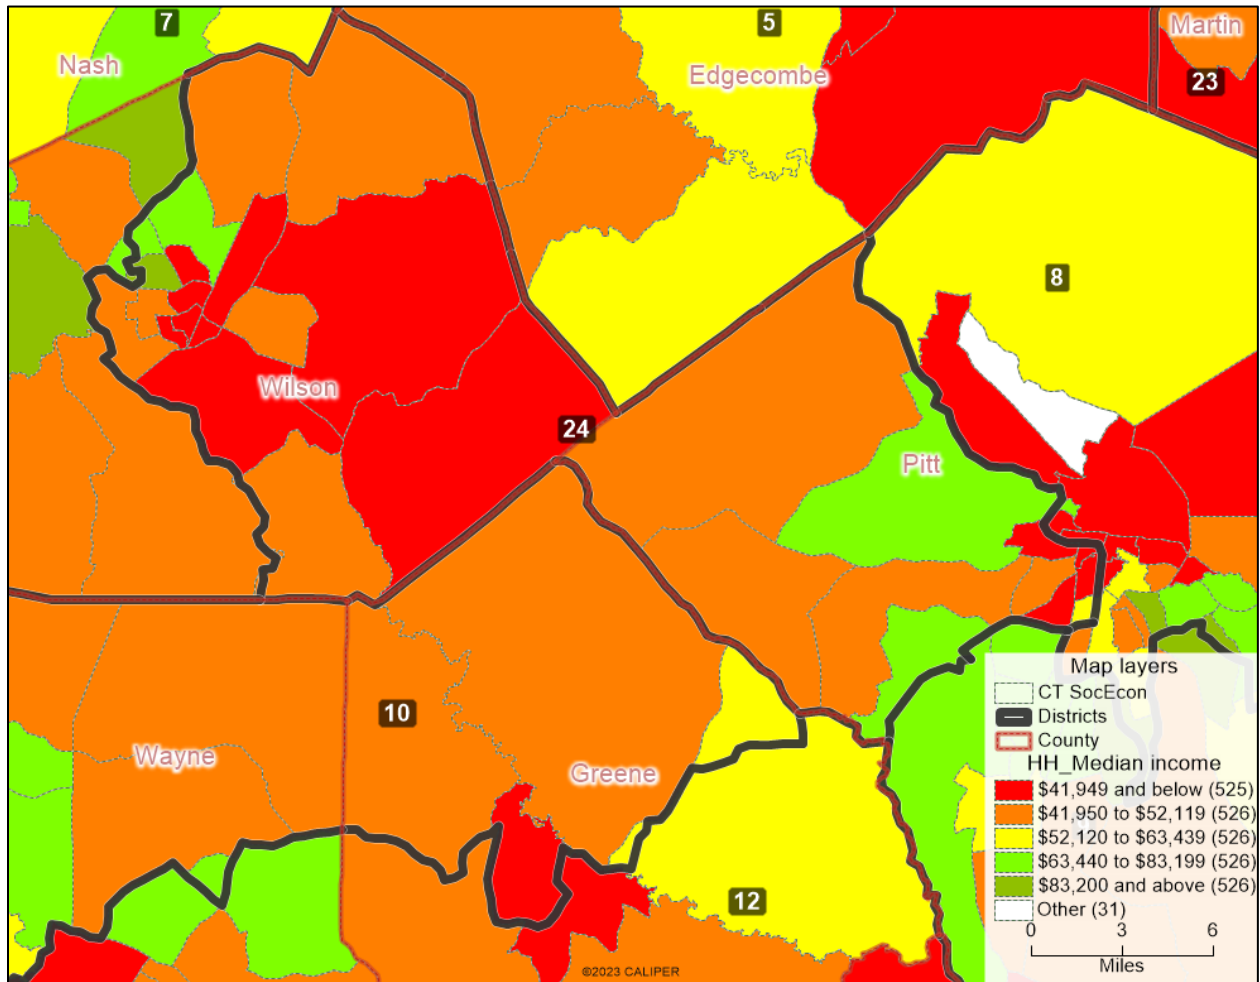 7
5
Martin
Nash
Edgecombe
23
8
Wilson
24
Pitt
10
Wayne
Greene
12
Map layers
CT SocEcon
Districts
County
HH_Median income
$41,949 and below (525)
$41,950 to $52,119 (526)
$52,120 to $63,439 (526)
$63,440 to $83,199 (526)
$83,200 and above (526)
Other (31)
0 3 6
Miles
©2023 CALIPER